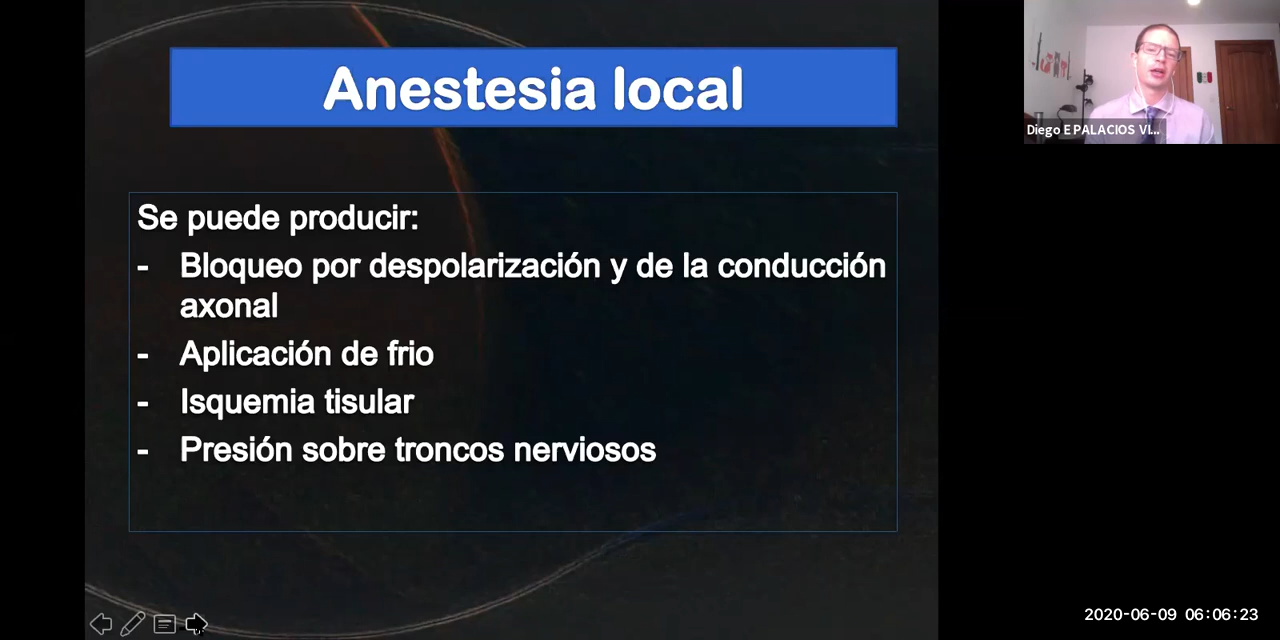 Anestesia local
Se puede producir:
- Bloqueo por despolarización y de la conducción
axonal
- Aplicación de frio
- Isquemia tisular
- Presión sobre troncos nerviosos
Diego E PALACIOS VI...
2020-06-09 06:06:23